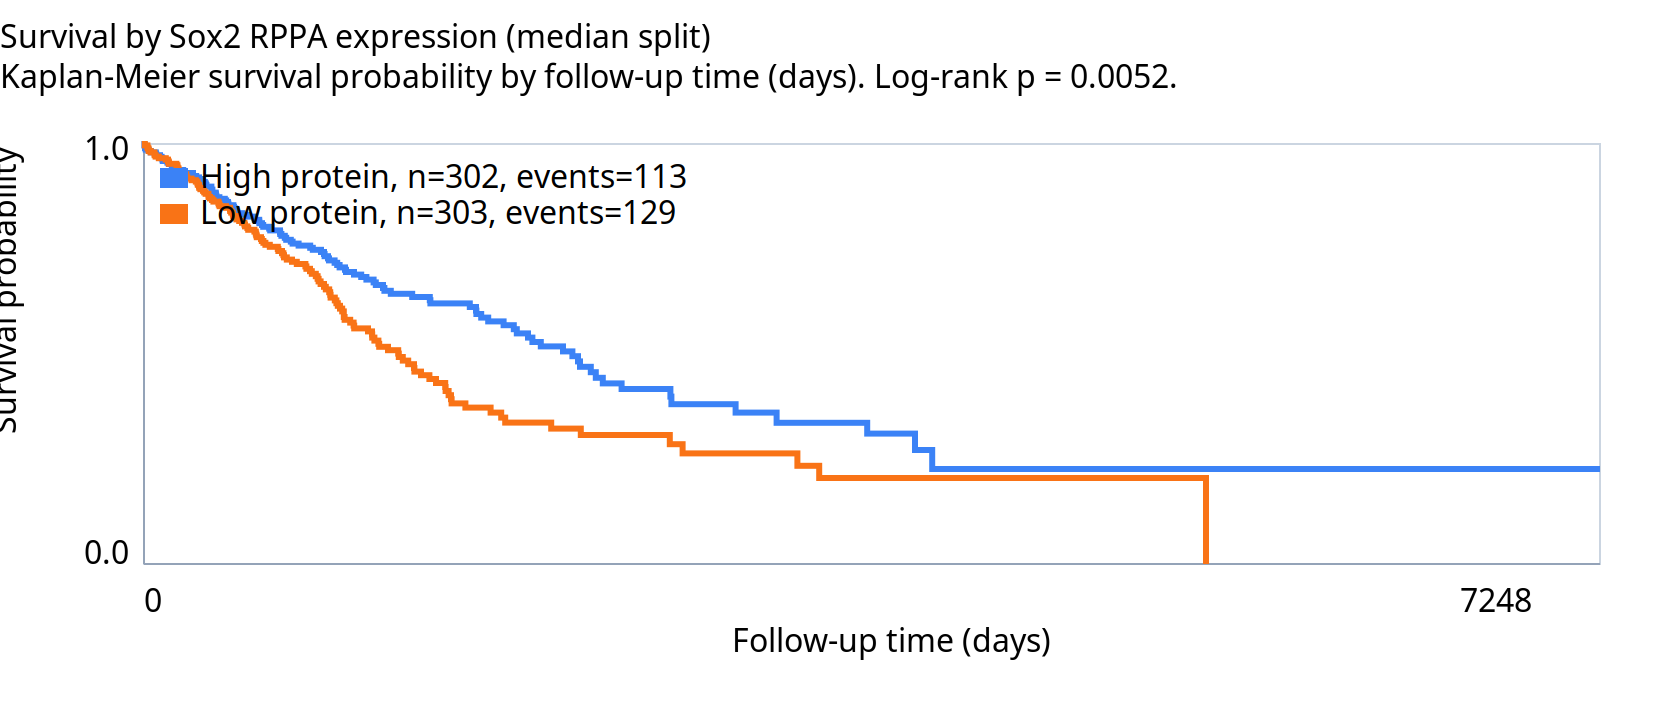 Survival by Sox2 RPPA expression (median split)
Kaplan-Meier survival probability by follow-up time (days). Log-rank p = 0.0052.
1.0
High protein, n=302, events=113
Low protein, n=303, events=129
Survival probability
0.0
0
7248
Follow-up time (days)